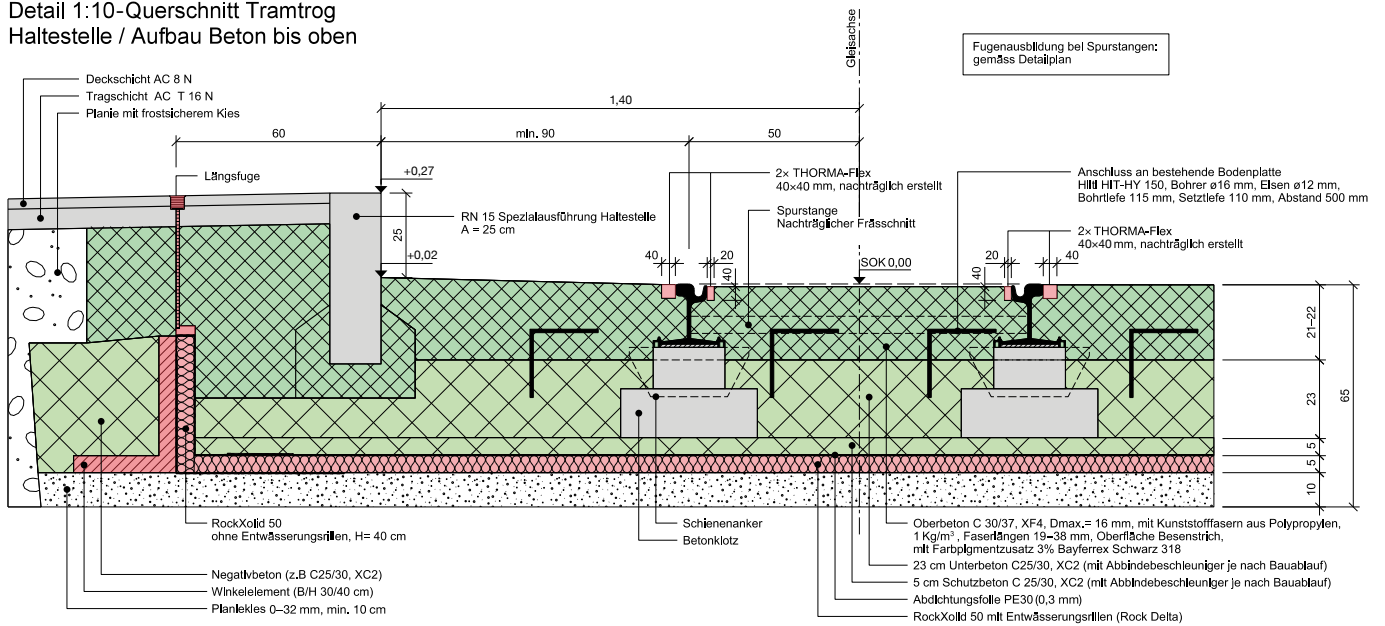 Detail 1:10-Querschnitt Tramtrog
Haltestelle / Aufbau Beton bis oben
Gleisachse
Fugenausbildung bei Spurstangen:
gemäss Detailplan
Deckschicht AC 8 N
Tragschicht AC T 16 N
Planie mit frostsicherem Kies
1,40
60
min. 90
50
Längsfuge
+0,27
2× THORMA-Flex
40×40 mm, nachträglich erstellt
Anschluss an bestehende Bodenplatte
Hilti HIT-HY 150, Bohrer ø16 mm, Eisen ø12 mm,
Bohrtiefe 115 mm, Setztiefe 110 mm, Abstand 500 mm
RN 15 Spezialausführung Haltestelle
A = 25 cm
Spurstange
Nachträglicher Frässchnitt
2× THORMA-Flex
40×40 mm, nachträglich erstellt
25
+0,02
40
20
40
SOK 0,00
20
40
40
21–22
23
65
5
5
10
RockXolid 50
ohne Entwässerungsrillen, H= 40 cm
Negativbeton (z.B C25/30, XC2)
Winkelelement (B/H 30/40 cm)
Planiekies 0–32 mm, min. 10 cm
Schienenanker
Betonklotz
Oberbeton C 30/37, XF4, Dmax.= 16 mm, mit Kunststofffasern aus Polypropylen,
1 Kg/m³, Faserlängen 19–38 mm, Oberfläche Besenstrich,
mit Farbpigmentzusatz 3% Bayferrex Schwarz 318
23 cm Unterbeton C25/30, XC2 (mit Abbindebeschleuniger je nach Bauablauf)
5 cm Schutzbeton C 25/30, XC2 (mit Abbindebeschleuniger je nach Bauablauf)
Abdichtungsfolie PE30 (0,3 mm)
RockXolid 50 mit Entwässerungsrillen (Rock Delta)